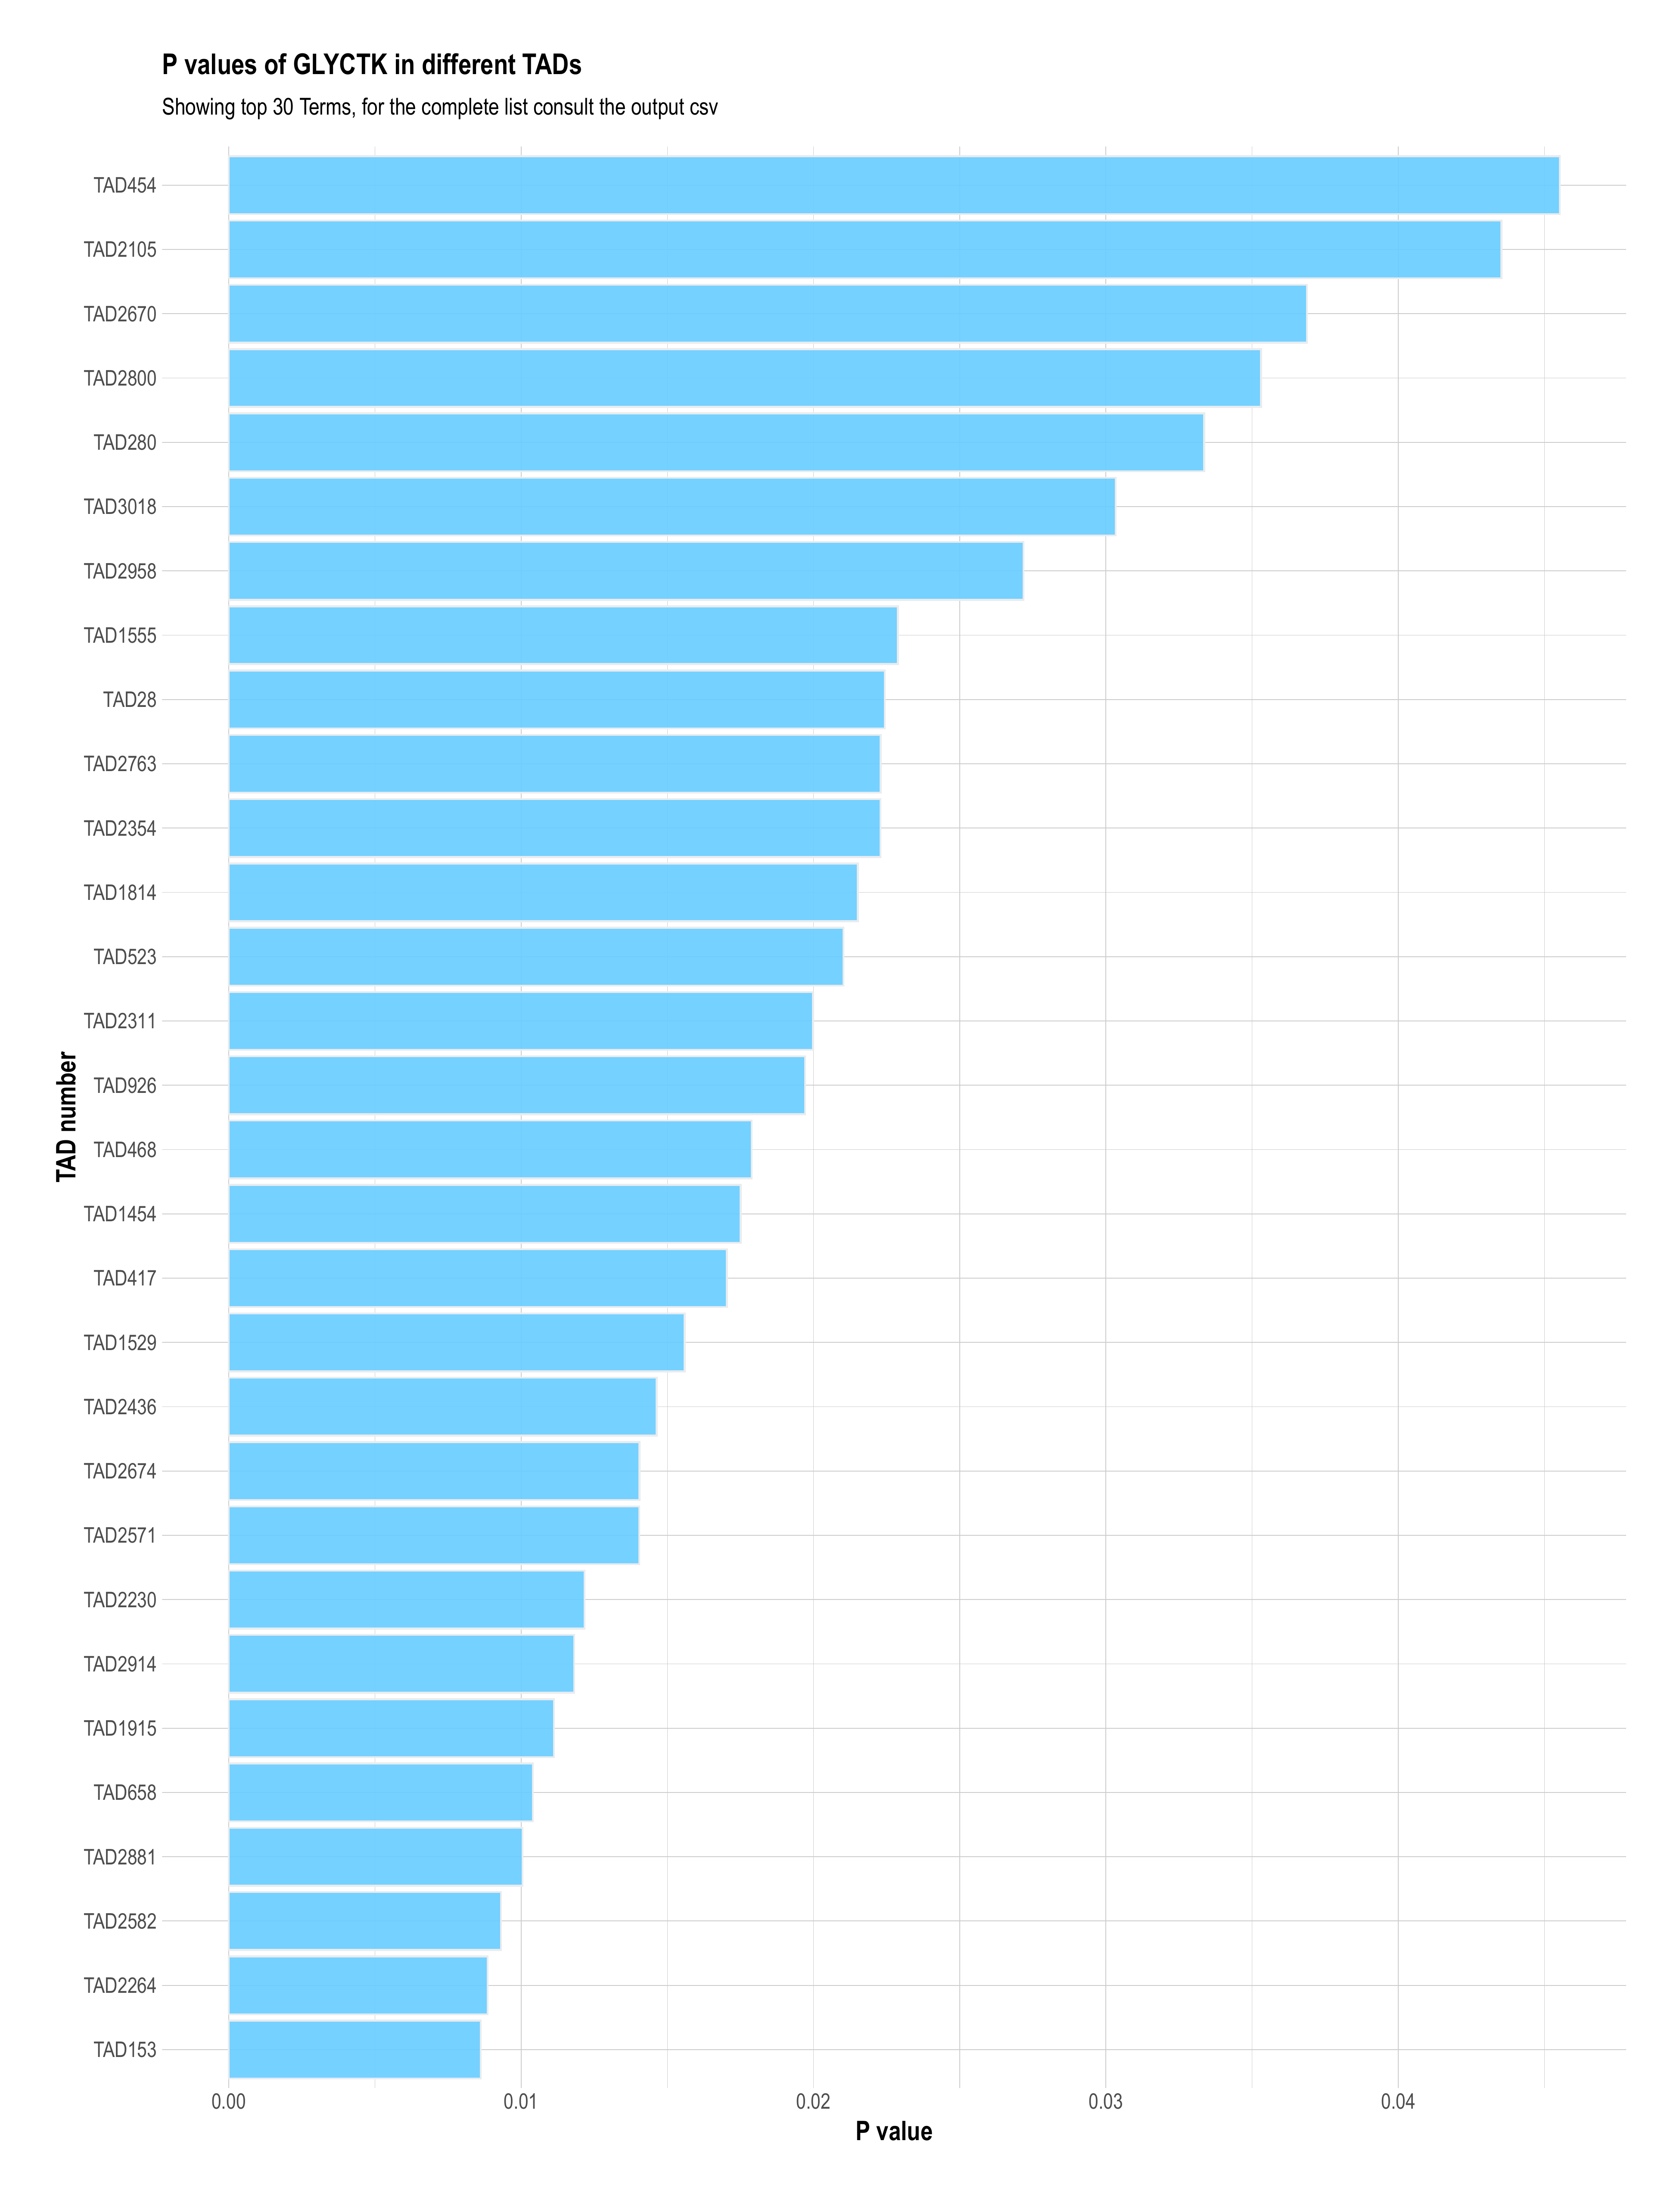 P values of GLYCTK in different TADs
Showing top 30 Terms, for the complete list consult the output csv
TAD454
TAD2105
TAD2670
TAD2800
TAD280
TAD3018
TAD2958
TAD1555
TAD28
TAD2763
TAD2354
TAD1814
TAD523
TAD2311
TAD926
TAD468
TAD1454
TAD417
TAD1529
TAD2436
TAD2674
TAD2571
TAD2230
TAD2914
TAD1915
TAD658
TAD2881
TAD2582
TAD2264
TAD153
TAD number
0.00 0.01 0.02 0.03 0.04
P value